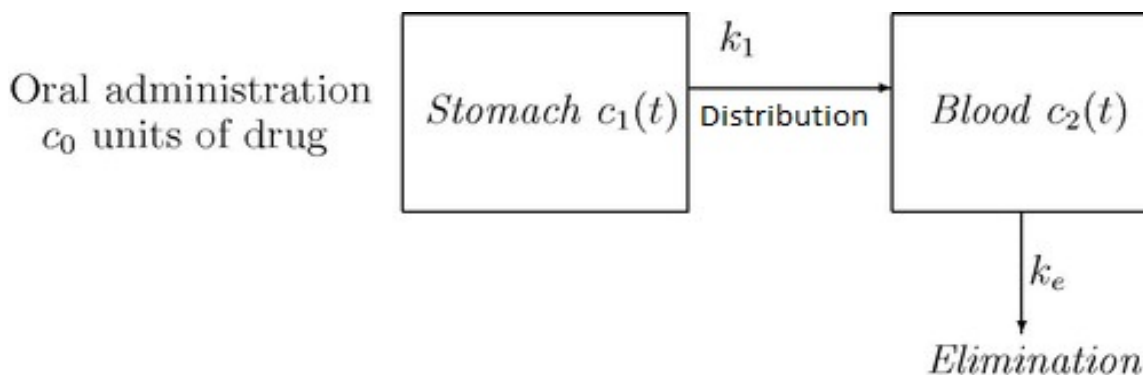 Oral administration
c₀ units of drug
Stomach c₁(t)
k₁
Distribution
Blood c₂(t)
kₑ
Elimination